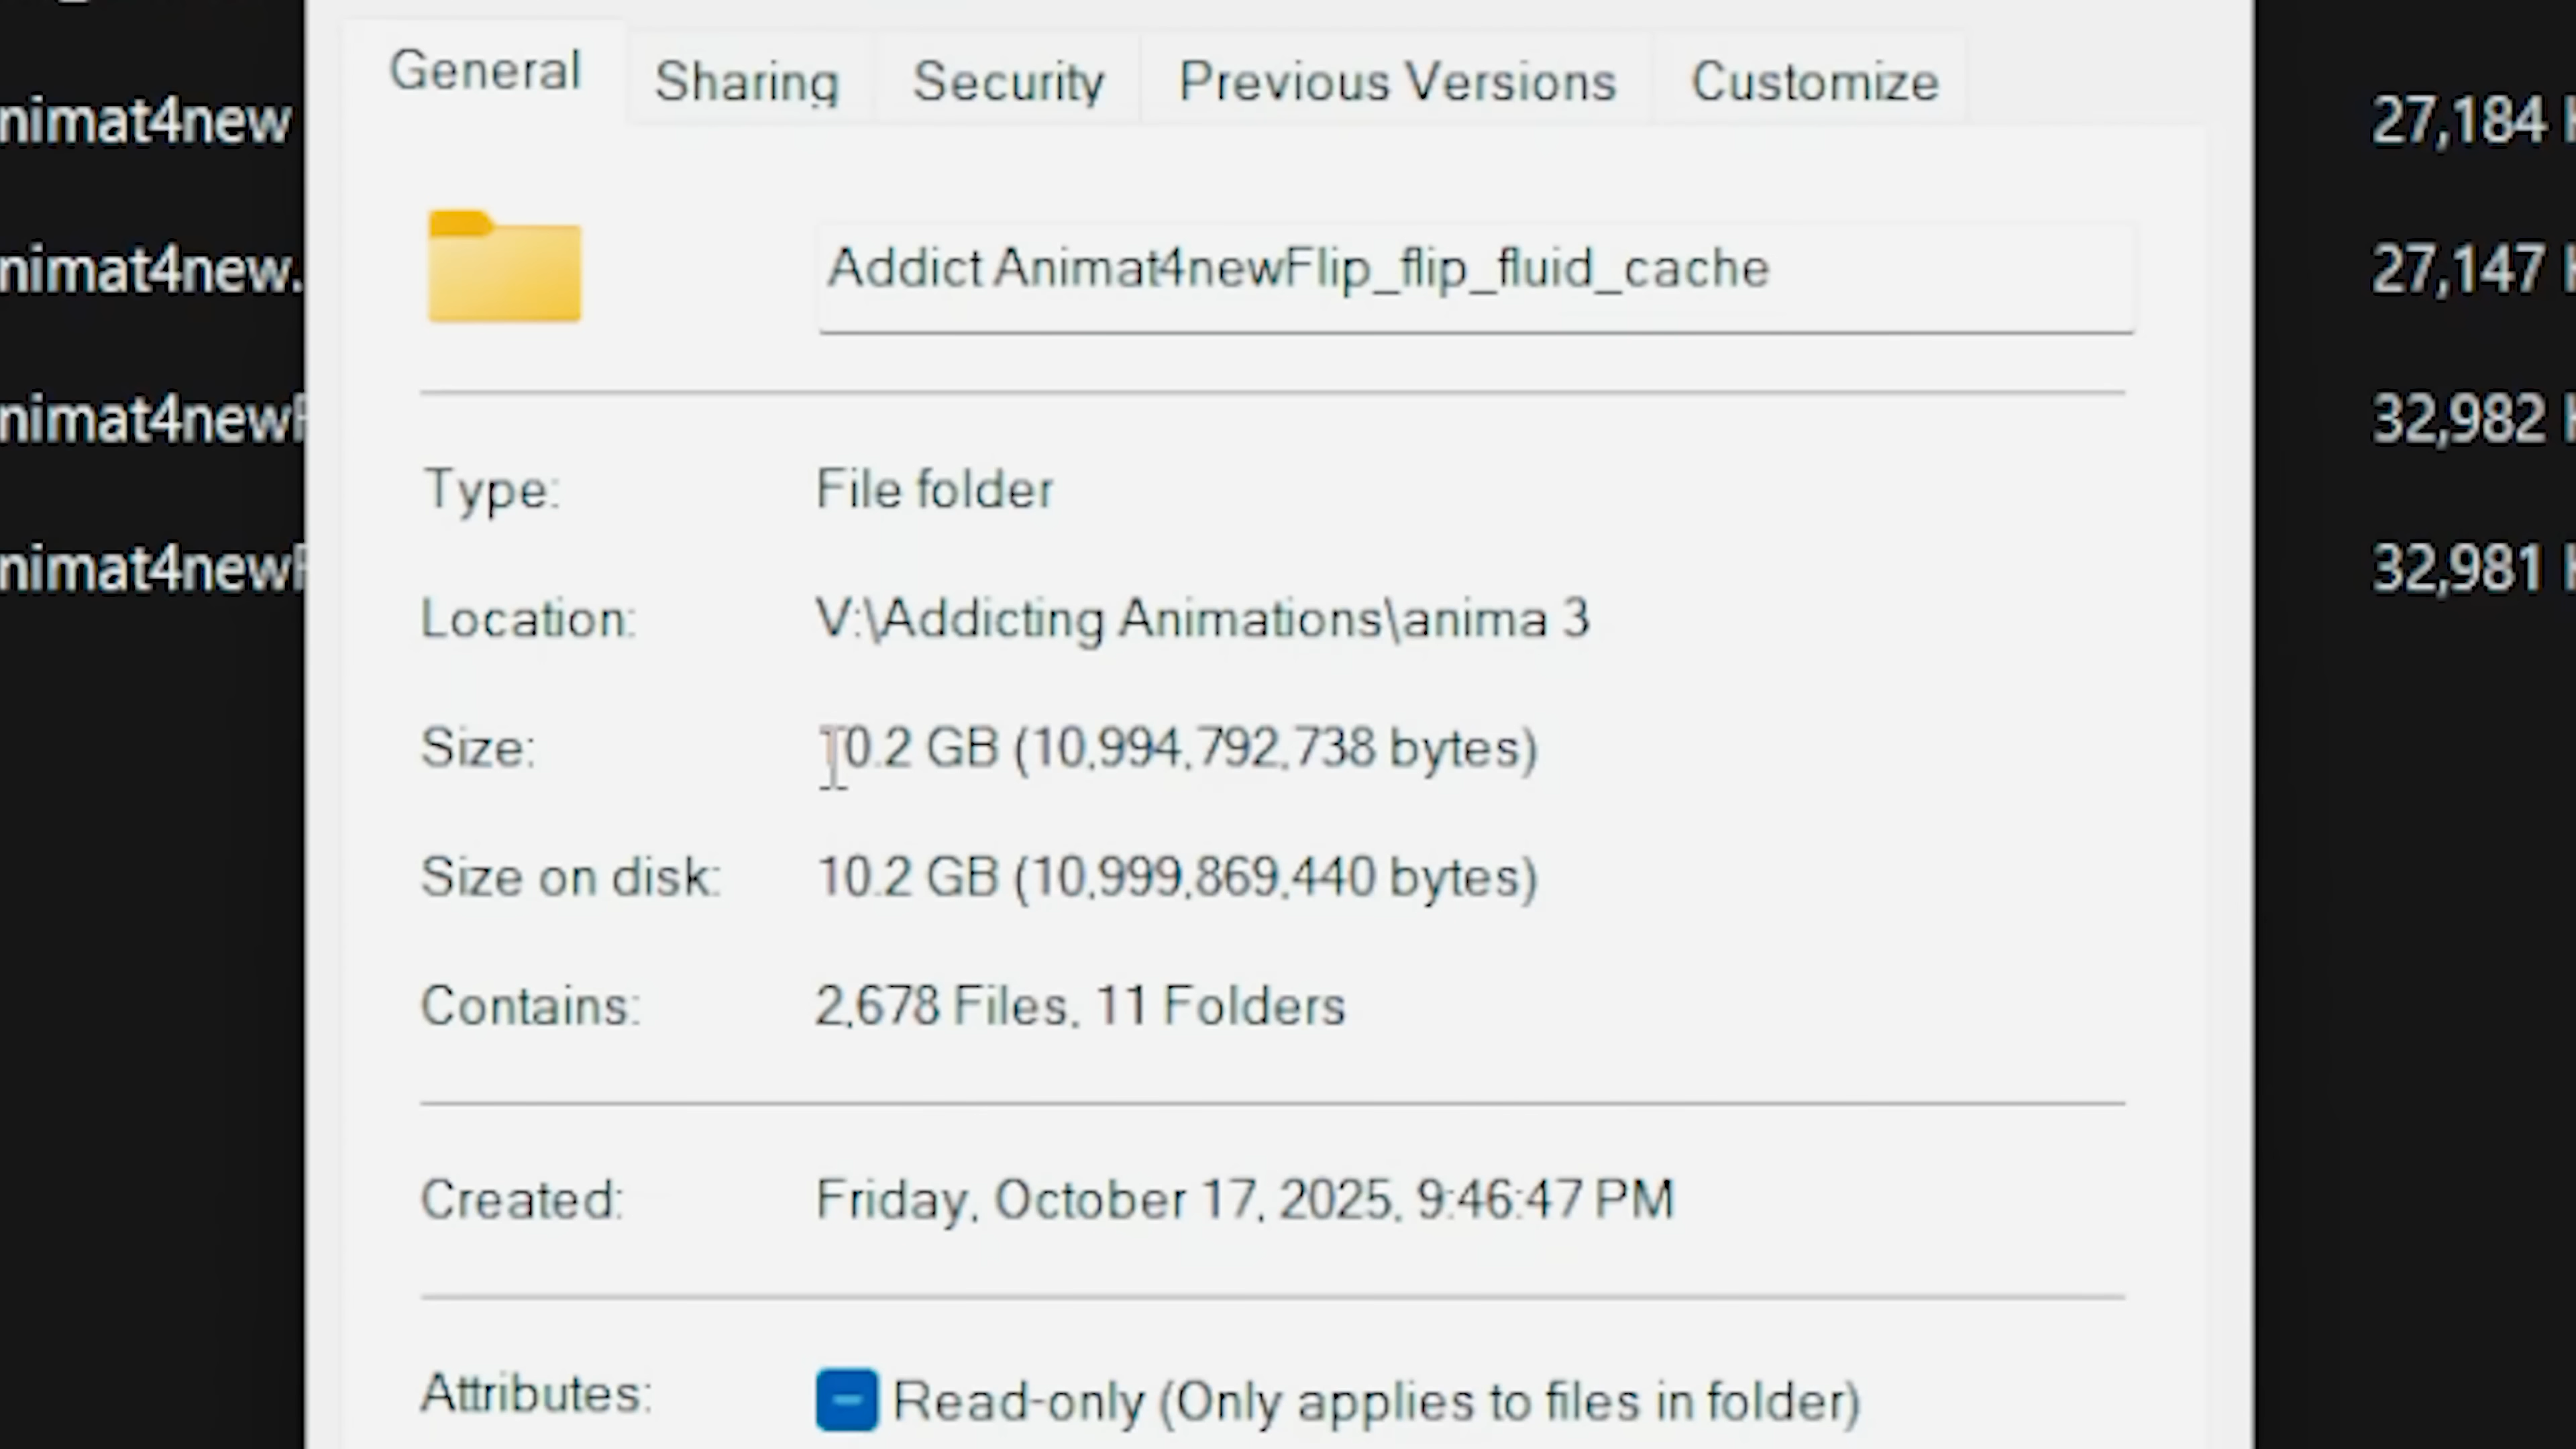 General Sharing Security Previous Versions Customize
nimat4new 27,184
Addict Animat4newFlip_flip_fluid_cache
nimat4new. 27,147
nimat4new 32,982
Type: File folder
nimat4new 32,981
Location: V:\Addicting Animations\anima 3
Size: 10.2 GB (10,994,792,738 bytes)
Size on disk: 10.2 GB (10,999,869,440 bytes)
Contains: 2,678 Files, 11 Folders
Created: Friday, October 17, 2025, 9:46:47 PM
Attributes: Read-only (Only applies to files in folder)